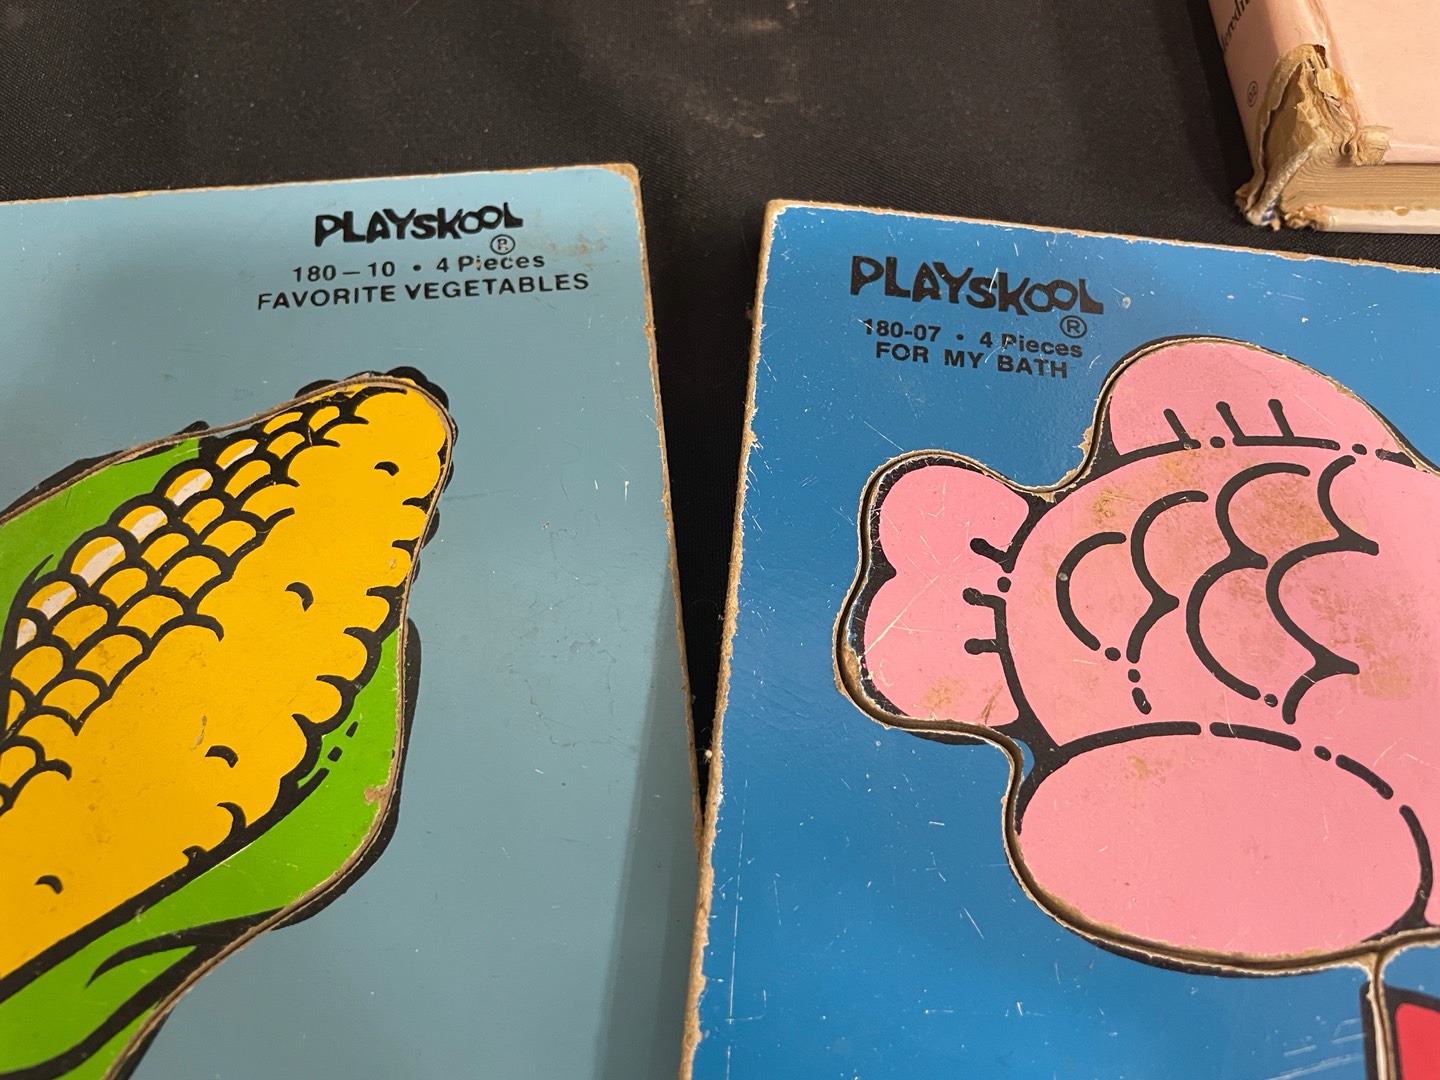 PLAYSKOOL®
180-10 • 4 Pieces
FAVORITE VEGETABLES
PLAYSKOOL®
180-07 • 4 Pieces
FOR MY BATH